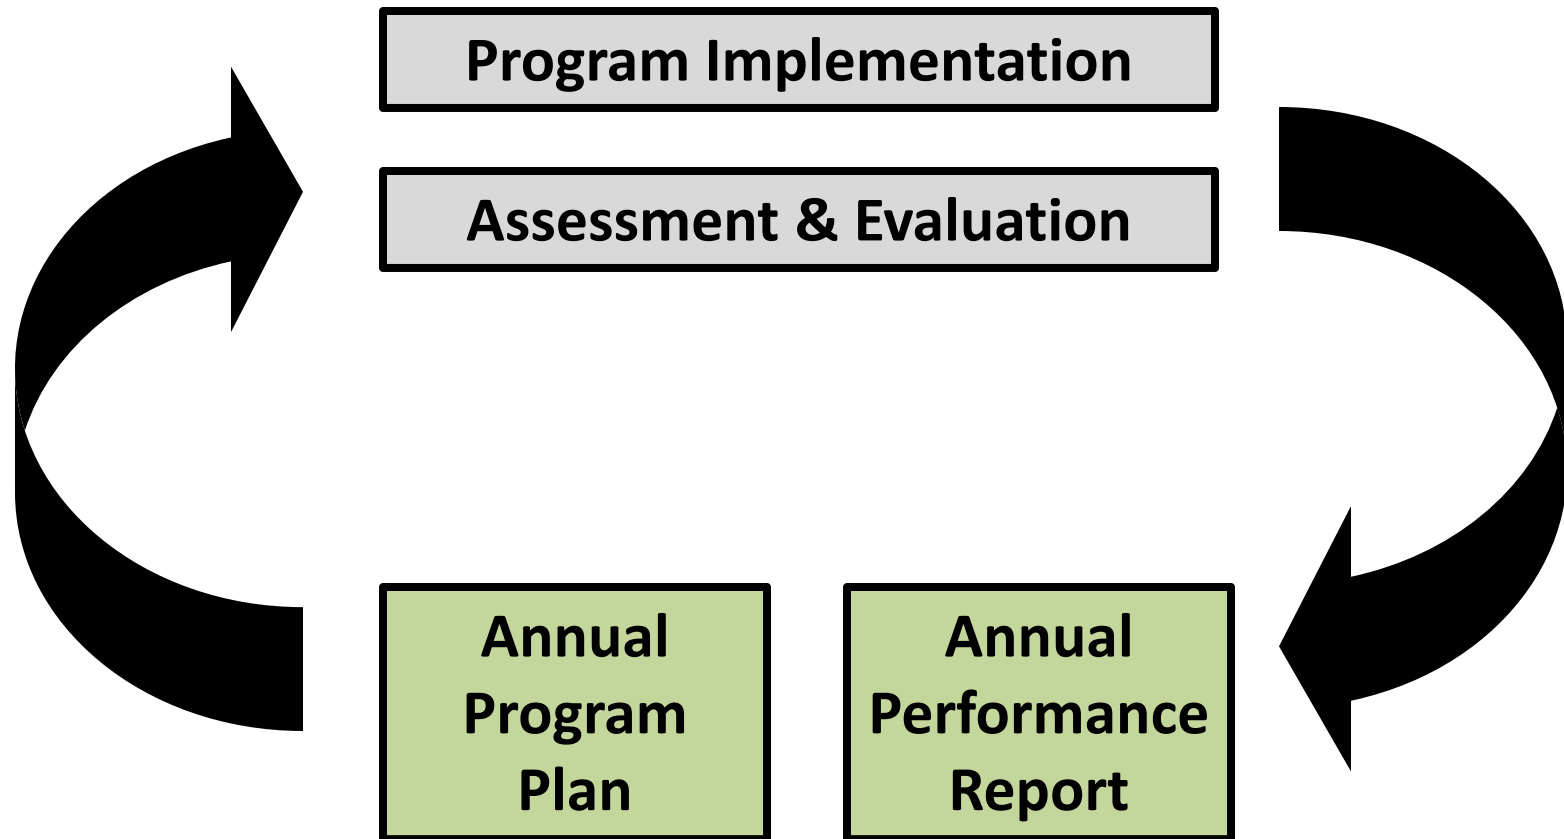 Program Implementation
Assessment & Evaluation
Annual
Program
Plan
Annual
Performance
Report